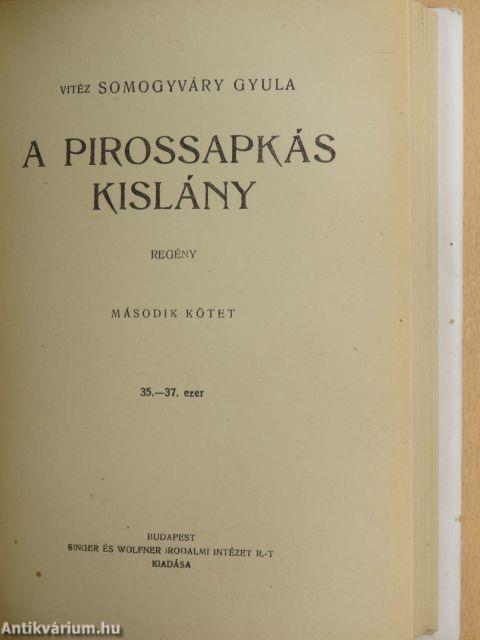 VITÉZ SOMOGYVÁRY GYULA
A PIROSSAPKÁS
KISLÁNY
REGÉNY
MÁSODIK KÖTET
35.—37. ezer
BUDAPEST
SINGER ÉS WOLFNER IRODALMI INTÉZET R.-T
KIADÁSA
Antikvárium.hu